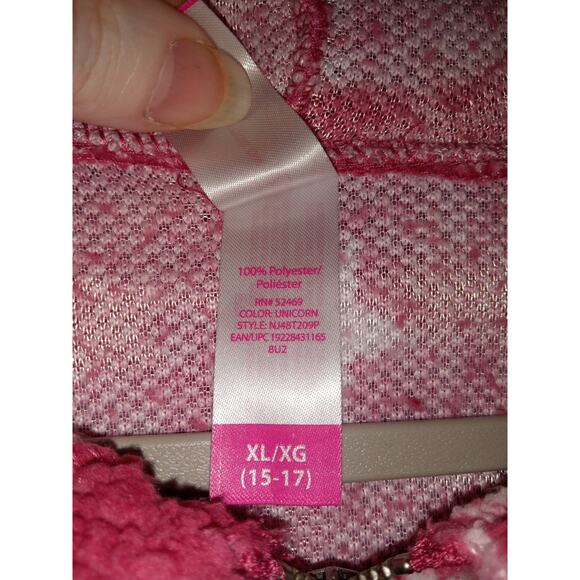 100% Polyester/
Poliéster
RN# 52469
COLOR: UNICORN
STYLE: NJ48T209P
EAN/UPC 19228431165
8U2
XL/XG
(15-17)